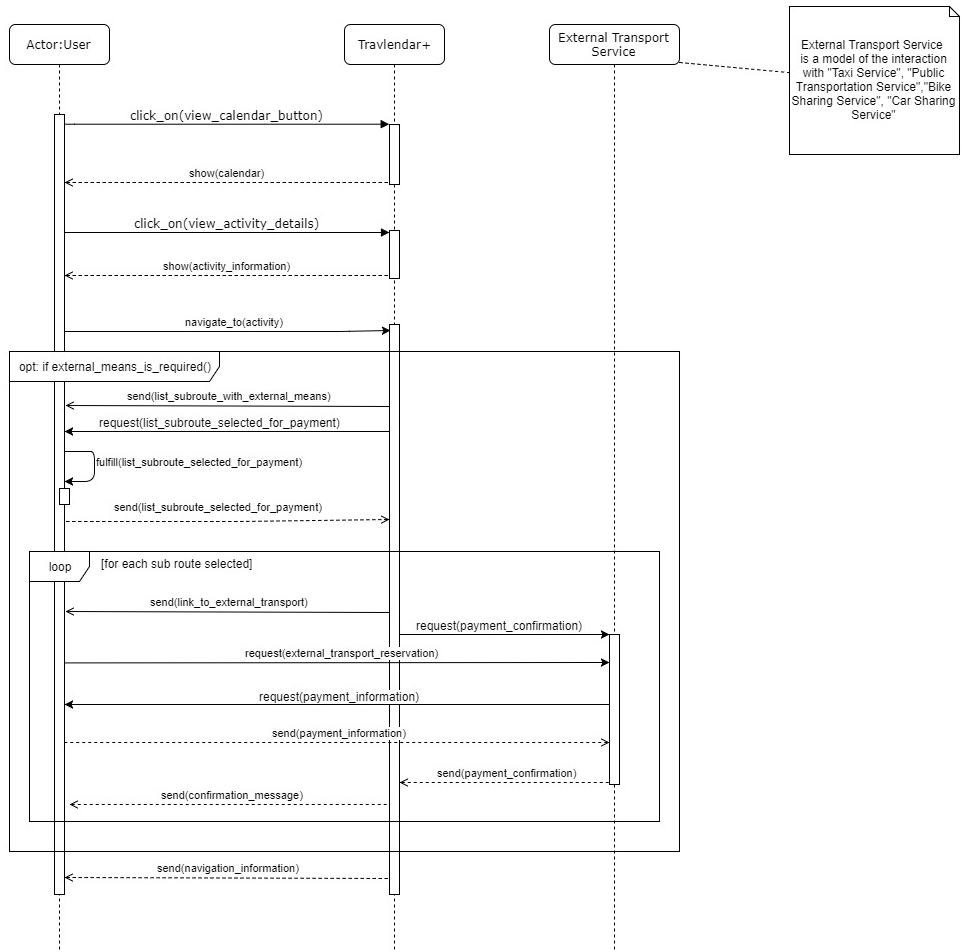 Actor:User
Travlendar+
External Transport
Service
External Transport Service
is a model of the interaction
with "Taxi Service", "Public
Transportation Service","Bike
Sharing Service", "Car Sharing
Service"
click_on(view_calendar_button)
show(calendar)
click_on(view_activity_details)
show(activity_information)
navigate_to(activity)
opt: if external_means_is_required()
send(list_subroute_with_external_means)
request(list_subroute_selected_for_payment)
fulfill(list_subroute_selected_for_payment)
send(list_subroute_selected_for_payment)
loop
[for each sub route selected]
send(link_to_external_transport)
request(payment_confirmation)
request(external_transport_reservation)
request(payment_information)
send(payment_information)
send(payment_confirmation)
send(confirmation_message)
send(navigation_information)